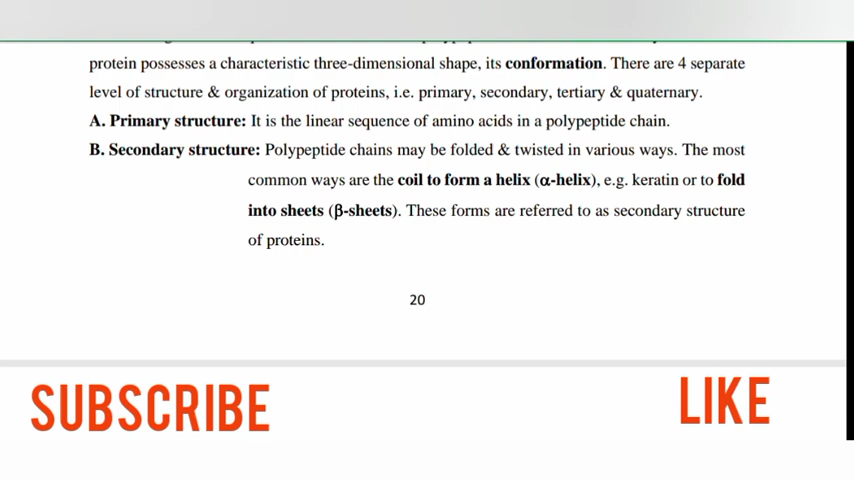 protein possesses a characteristic three-dimensional shape, its conformation. There are 4 separate
level of structure & organization of proteins, i.e. primary, secondary, tertiary & quaternary.
A. Primary structure: It is the linear sequence of amino acids in a polypeptide chain.
B. Secondary structure: Polypeptide chains may be folded & twisted in various ways. The most
common ways are the coil to form a helix (α-helix), e.g. keratin or to fold
into sheets (β-sheets). These forms are referred to as secondary structure
of proteins.
20
SUBSCRIBE
LIKE